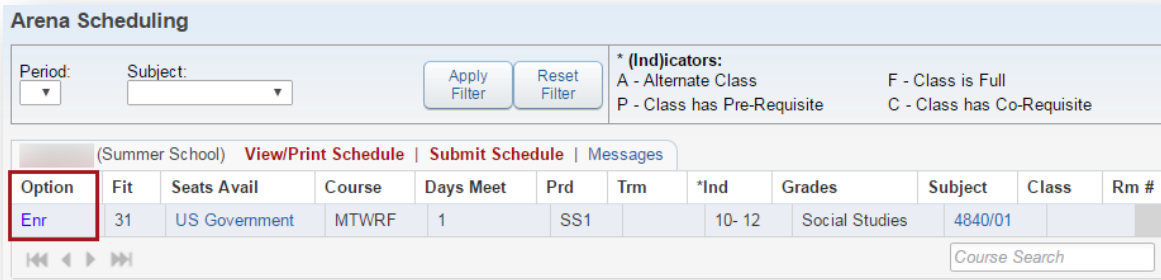 Arena Scheduling
Period: Subject: Apply Filter Reset Filter
* (Ind)icators:
A - Alternate Class F - Class is Full
P - Class has Pre-Requisite C - Class has Co-Requisite
(Summer School) View/Print Schedule | Submit Schedule | Messages
Option Fit Seats Avail Course Days Meet Prd Trm *Ind Grades Subject Class Rm #
Enr 31 US Government MTWRF 1 SS1 10- 12 Social Studies 4840/01
Course Search